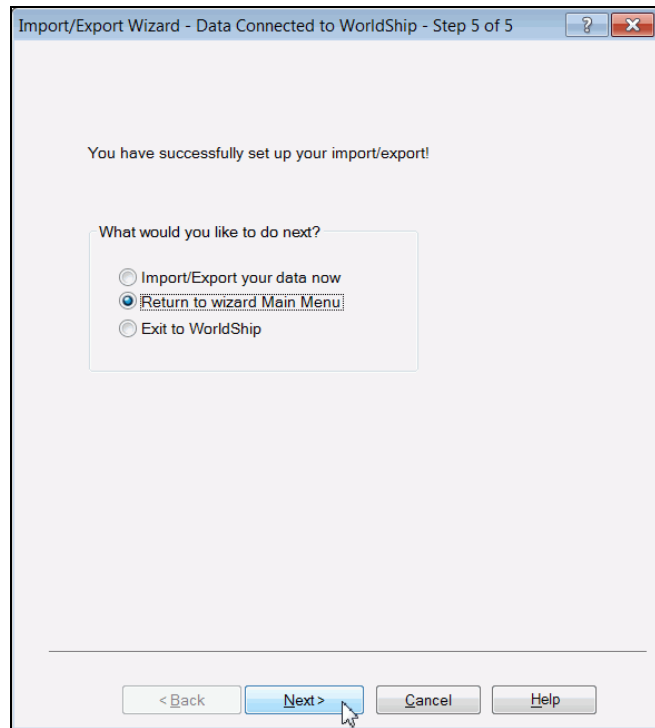 Import/Export Wizard - Data Connected to WorldShip - Step 5 of 5
You have successfully set up your import/export!
What would you like to do next?
Import/Export your data now
Return to wizard Main Menu
Exit to WorldShip
< Back
Next >
Cancel
Help